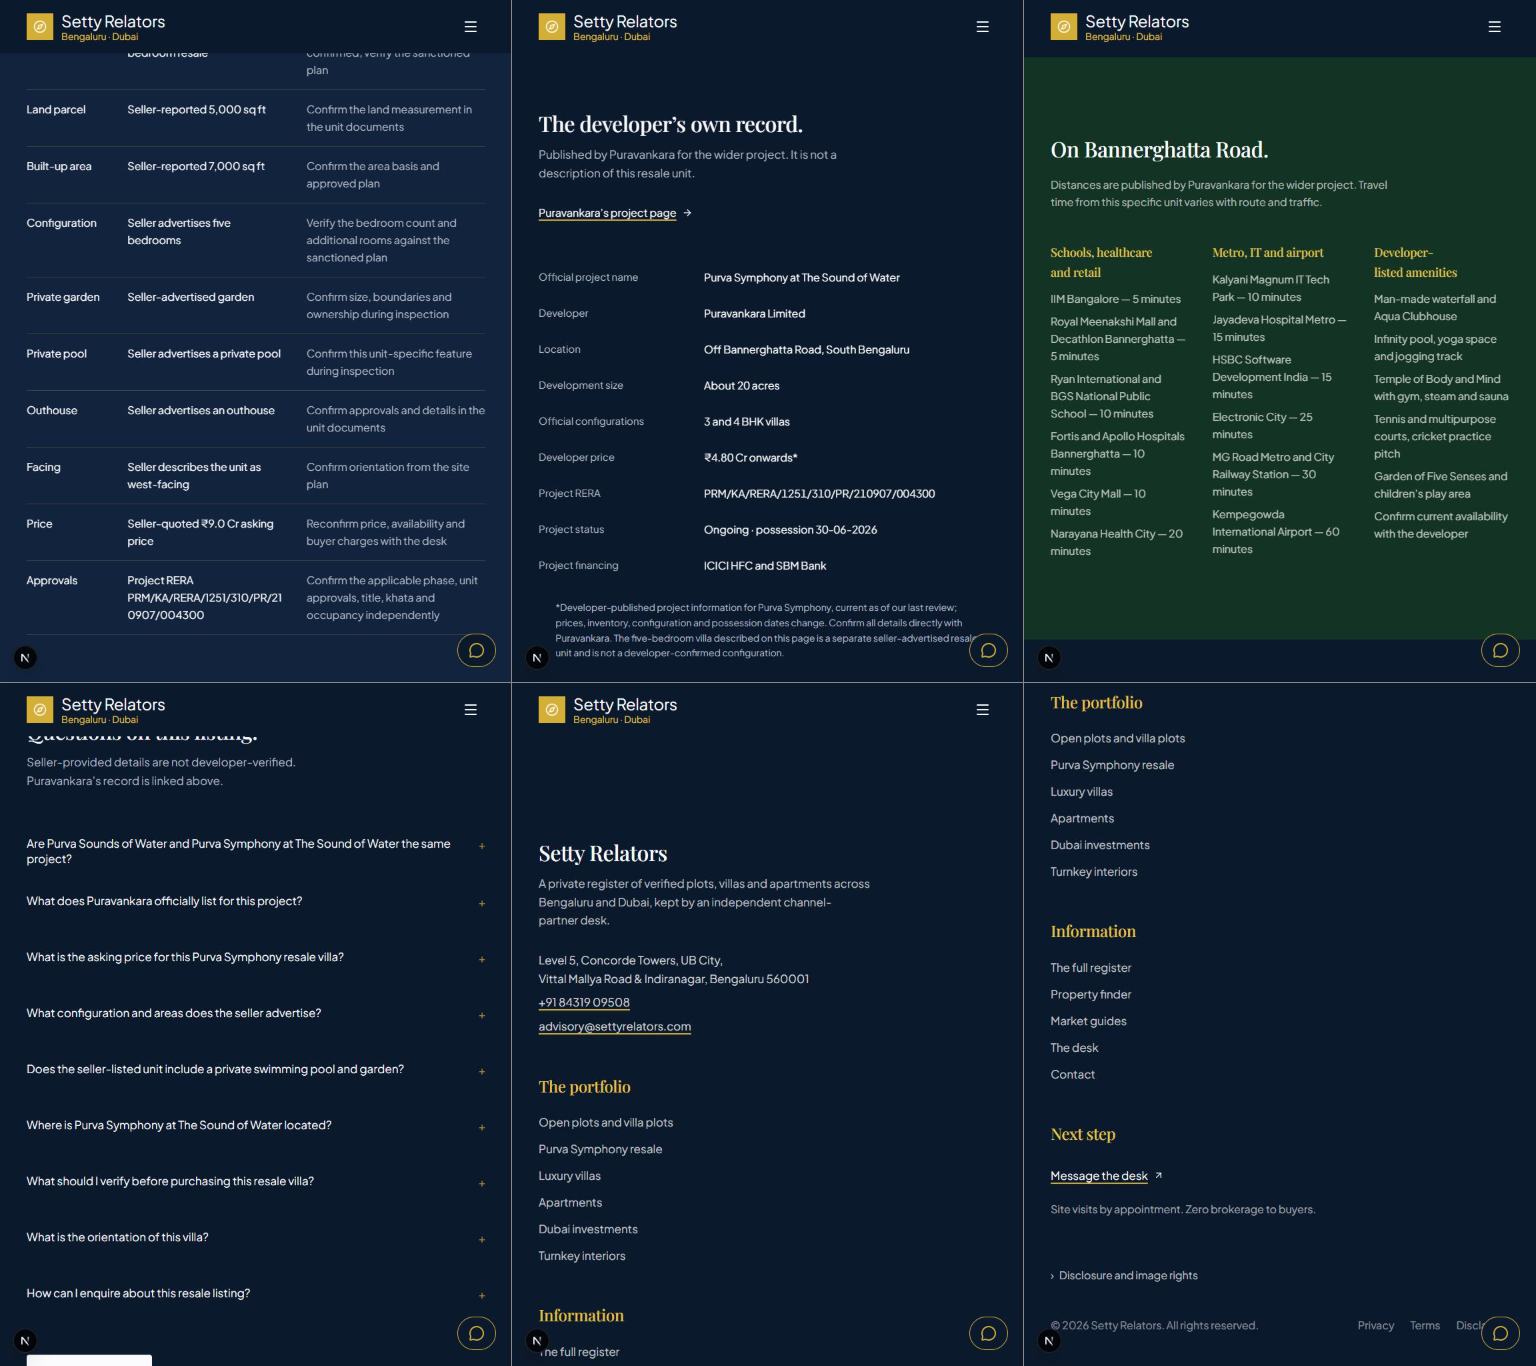 Setty Relators
Bengaluru · Dubai
bedroom resale
confirmed; verify the sanctioned
plan
Land parcel
Seller-reported 5,000 sq ft
Confirm the land measurement in
the unit documents
Built-up area
Seller-reported 7,000 sq ft
Confirm the area basis and
approved plan
Configuration
Seller advertises five
bedrooms
Verify the bedroom count and
additional rooms against the
sanctioned plan
Private garden
Seller-advertised garden
Confirm size, boundaries and
ownership during inspection
Private pool
Seller advertises a private pool
Confirm this unit-specific feature
during inspection
Outhouse
Seller advertises an outhouse
Confirm approvals and details in the
unit documents
Facing
Seller describes the unit as
west-facing
Confirm orientation from the site
plan
Price
Seller-quoted ₹9.0 Cr asking
price
Reconfirm price, availability and
buyer charges with the desk
Approvals
Project RERA
PRM/KA/RERA/1251/310/PR/21
0907/004300
Confirm the applicable phase, unit
approvals, title, khata and
occupancy independently
N
Setty Relators
Bengaluru · Dubai
The developer's own record.
Published by Puravankara for the wider project. It is not a
description of this resale unit.
Puravankara's project page →
Official project name
Purva Symphony at The Sound of Water
Developer
Puravankara Limited
Location
Off Bannerghatta Road, South Bengaluru
Development size
About 20 acres
Official configurations
3 and 4 BHK villas
Developer price
₹4.80 Cr onwards*
Project RERA
PRM/KA/RERA/1251/310/PR/210907/004300
Project status
Ongoing · possession 30-06-2026
Project financing
ICICI HFC and SBM Bank
*Developer-published project information for Purva Symphony, current as of our last review;
prices, inventory, configuration and possession dates change. Confirm all details directly with
Puravankara. The five-bedroom villa described on this page is a separate seller-advertised resale
unit and is not a developer-confirmed configuration.
N
Setty Relators
Bengaluru · Dubai
On Bannerghatta Road.
Distances are published by Puravankara for the wider project. Travel
time from this specific unit varies with route and traffic.
Schools, healthcare
and retail
IIM Bangalore — 5 minutes
Royal Meenakshi Mall and
Decathlon Bannerghatta —
5 minutes
Ryan International and
BGS National Public
School — 10 minutes
Fortis and Apollo Hospitals
Bannerghatta — 10
minutes
Vega City Mall — 10
minutes
Narayana Health City — 20
minutes
Metro, IT and airport
Kalyani Magnum IT Tech
Park — 10 minutes
Jayadeva Hospital Metro —
15 minutes
HSBC Software
Development India — 15
minutes
Electronic City — 25
minutes
MG Road Metro and City
Railway Station — 30
minutes
Kempegowda
International Airport — 60
minutes
Developer-
listed amenities
Man-made waterfall and
Aqua Clubhouse
Infinity pool, yoga space
and jogging track
Temple of Body and Mind
with gym, steam and sauna
Tennis and multipurpose
courts, cricket practice
pitch
Garden of Five Senses and
children's play area
Confirm current availability
with the developer
N
Setty Relators
Bengaluru · Dubai
Questions on this listing.
Seller-provided details are not developer-verified.
Puravankara's record is linked above.
Are Purva Sounds of Water and Purva Symphony at The Sound of Water the same
project?
+
What does Puravankara officially list for this project?
+
What is the asking price for this Purva Symphony resale villa?
+
What configuration and areas does the seller advertise?
+
Does the seller-listed unit include a private swimming pool and garden?
+
Where is Purva Symphony at The Sound of Water located?
+
What should I verify before purchasing this resale villa?
+
What is the orientation of this villa?
+
How can I enquire about this resale listing?
+
N
Setty Relators
Bengaluru · Dubai
Setty Relators
A private register of verified plots, villas and apartments across
Bengaluru and Dubai, kept by an independent channel-
partner desk.
Level 5, Concorde Towers, UB City,
Vittal Mallya Road & Indiranagar, Bengaluru 560001
+91 84319 09508
advisory@settyrelators.com
The portfolio
Open plots and villa plots
Purva Symphony resale
Luxury villas
Apartments
Dubai investments
Turnkey interiors
Information
The full register
N
The portfolio
Open plots and villa plots
Purva Symphony resale
Luxury villas
Apartments
Dubai investments
Turnkey interiors
Information
The full register
Property finder
Market guides
The desk
Contact
Next step
Message the desk ↗
Site visits by appointment. Zero brokerage to buyers.
› Disclosure and image rights
© 2026 Setty Relators. All rights reserved.
Privacy
Terms
N